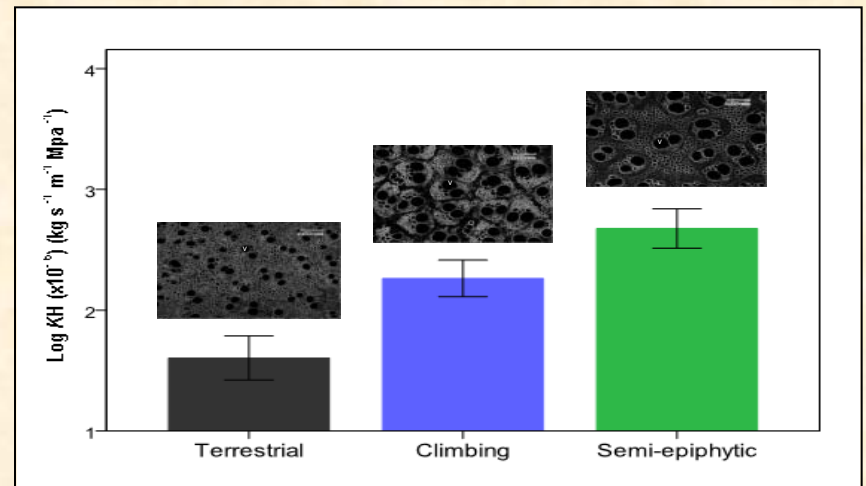 4
3
2
1
Log KH (x10⁻⁶) (kg s⁻¹ m⁻¹ Mpa⁻¹)
v
v
v
Terrestrial
Climbing
Semi-epiphytic